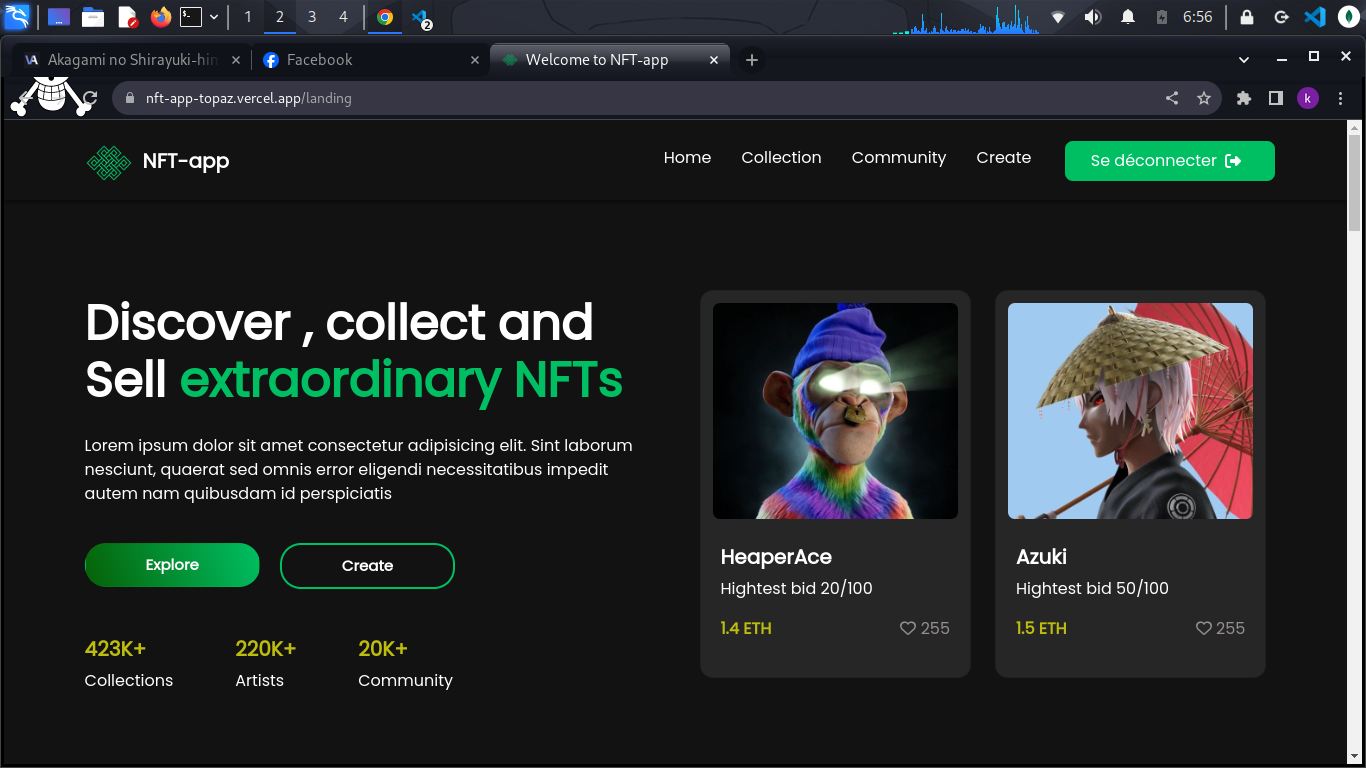 1 2 3 4 2 6:56
Akagami no Shirayuki-hin
Facebook
Welcome to NFT-app
nft-app-topaz.vercel.app/landing
k
NFT-app
Home Collection Community Create Se déconnecter
Discover , collect and
Sell extraordinary NFTs
Lorem ipsum dolor sit amet consectetur adipisicing elit. Sint laborum
nesciunt, quaerat sed omnis error eligendi necessitatibus impedit
autem nam quibusdam id perspiciatis
Explore Create
423K+ 220K+ 20K+
Collections Artists Community
HeaperAce
Hightest bid 20/100
1.4 ETH 255
Azuki
Hightest bid 50/100
1.5 ETH 255